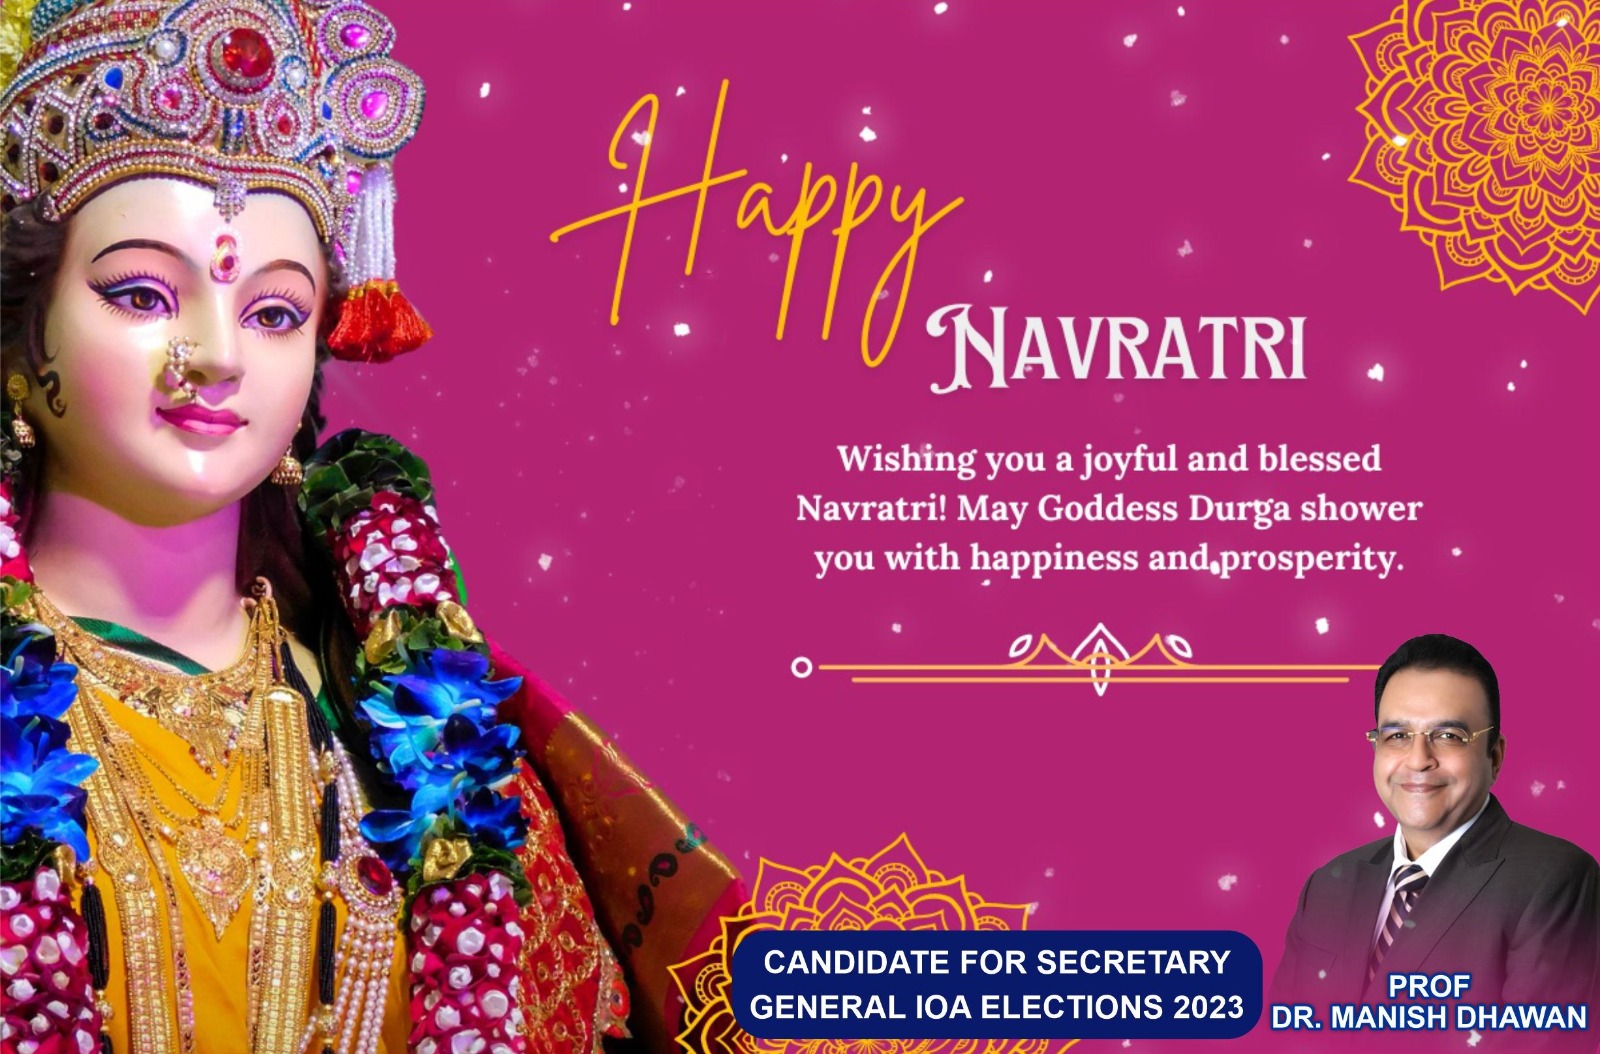 Happy
NAVRATRI
Wishing you a joyful and blessed
Navratri! May Goddess Durga shower
you with happiness and prosperity.
CANDIDATE FOR SECRETARY
GENERAL IOA ELECTIONS 2023
PROF
DR. MANISH DHAWAN